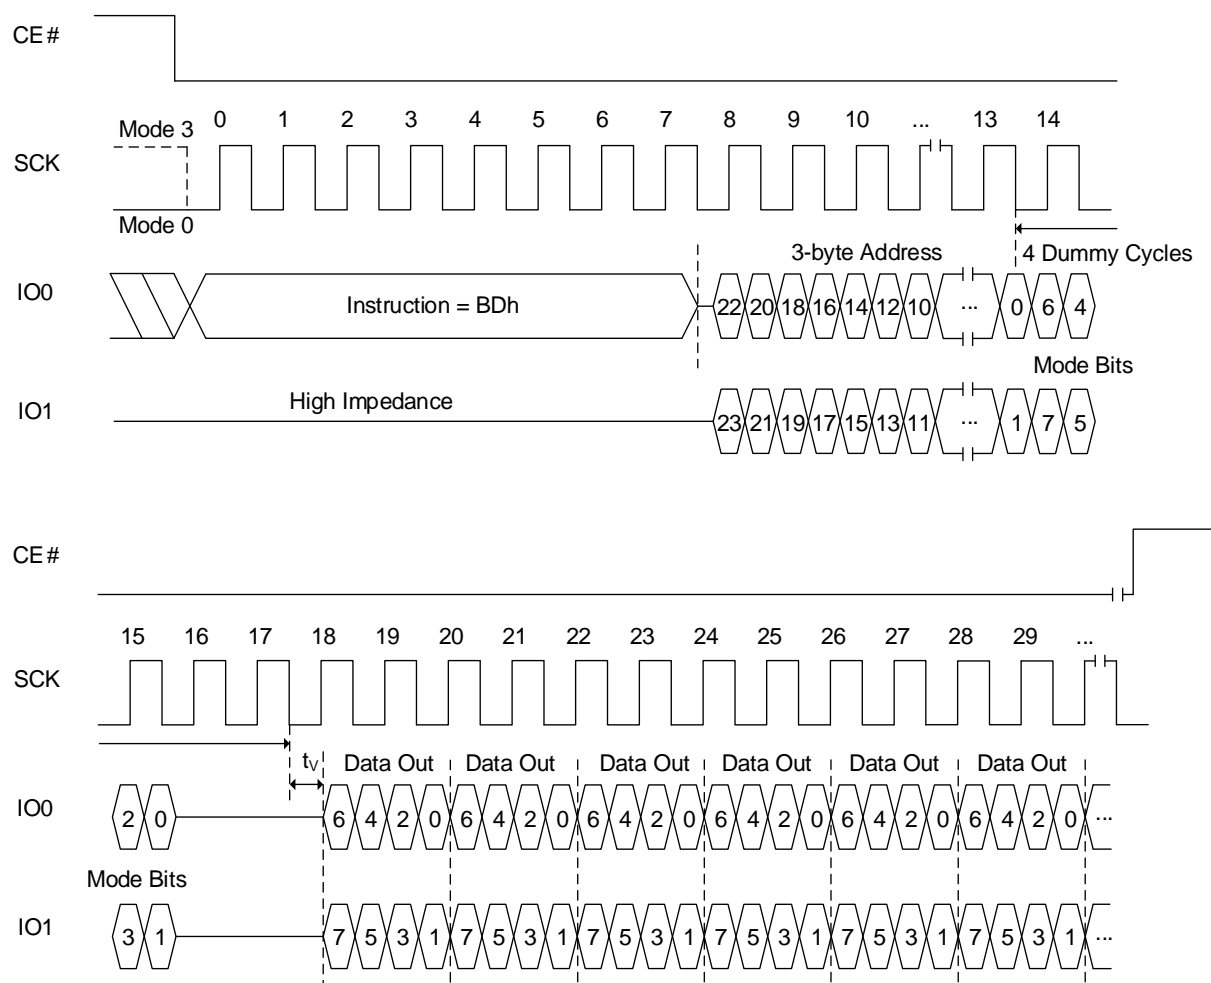 CE#
Mode 3 0 1 2 3 4 5 6 7 8 9 10 ... 13 14
SCK
Mode 0
3-byte Address 4 Dummy Cycles
IO0 Instruction = BDh 22 20 18 16 14 12 10 ... 0 6 4
Mode Bits
IO1 High Impedance 23 21 19 17 15 13 11 ... 1 7 5
CE#
15 16 17 18 19 20 21 22 23 24 25 26 27 28 29 ...
SCK
tV Data Out Data Out Data Out Data Out Data Out Data Out
IO0 2 0 6 4 2 0 6 4 2 0 6 4 2 0 6 4 2 0 6 4 2 0 6 4 2 0 ...
Mode Bits
IO1 3 1 7 5 3 1 7 5 3 1 7 5 3 1 7 5 3 1 7 5 3 1 7 5 3 1 ...